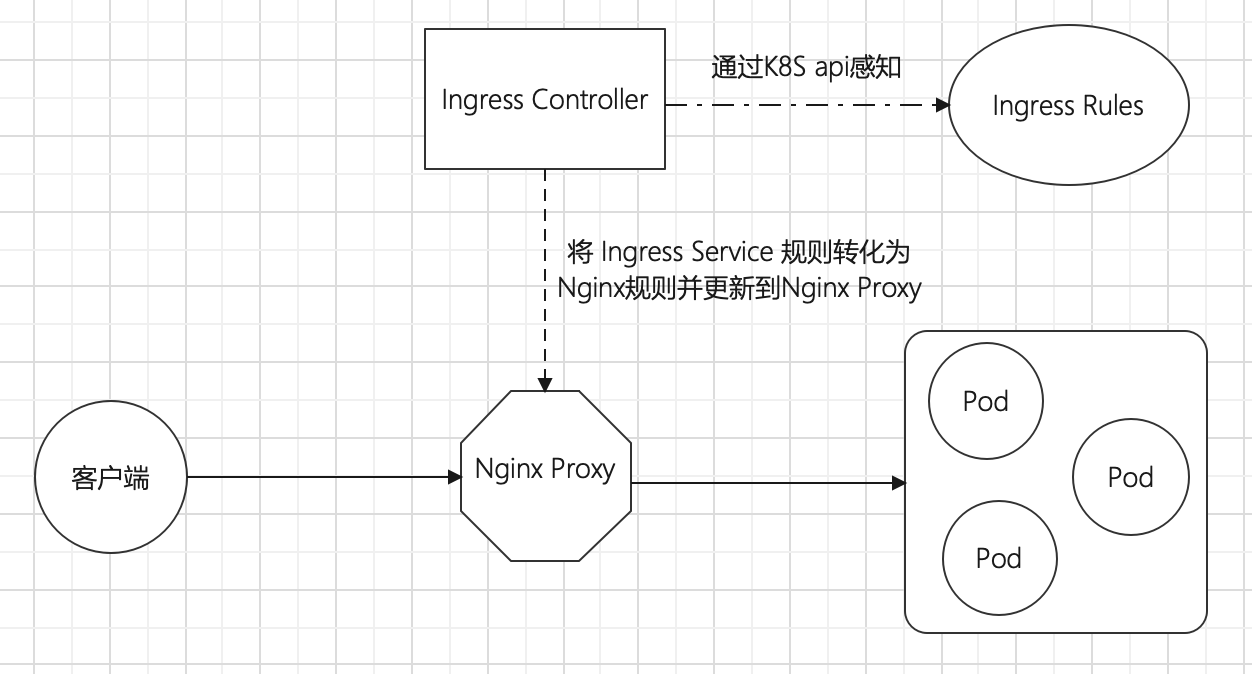 通过K8S api感知
Ingress Controller
Ingress Rules
将 Ingress Service 规则转化为
Nginx规则并更新到Nginx Proxy
客户端
Nginx Proxy
Pod
Pod
Pod